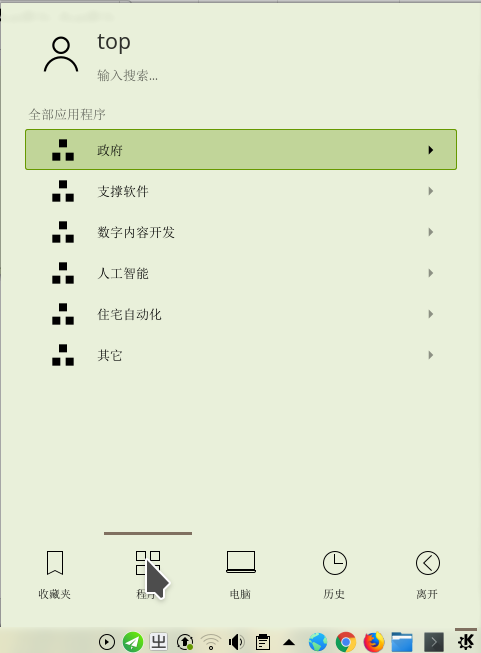 top
输入搜索...
全部应用程序
政府
支撑软件
数字内容开发
人工智能
住宅自动化
其它
收藏夹 程序 电脑 历史 离开